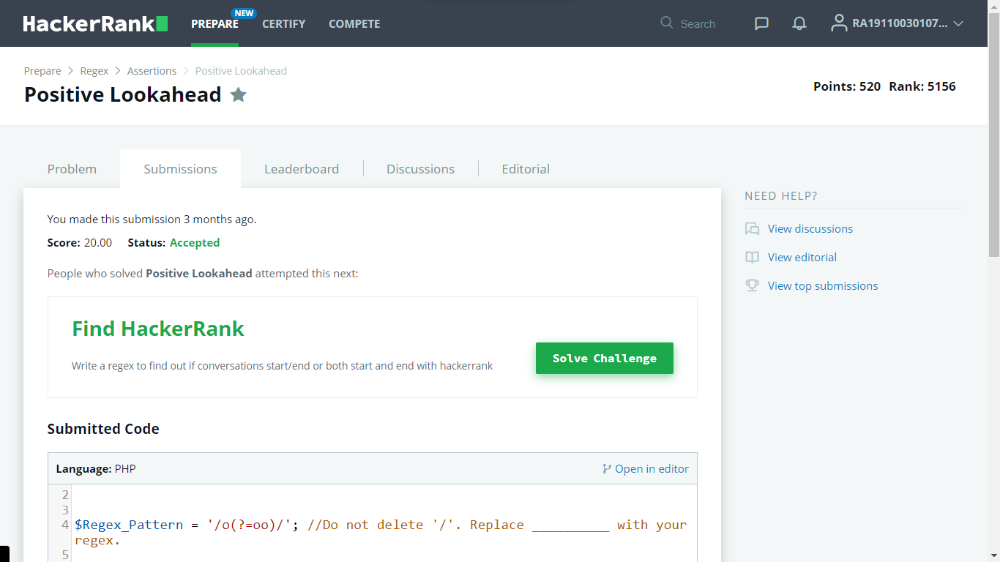 HackerRank
PREPARE
NEW
CERTIFY
COMPETE
Search
RA19110030107...
Prepare > Regex > Assertions > Positive Lookahead
Positive Lookahead
Points: 520 Rank: 5156
Problem
Submissions
Leaderboard
Discussions
Editorial
You made this submission 3 months ago.
Score: 20.00 Status: Accepted
People who solved Positive Lookahead attempted this next:
Find HackerRank
Write a regex to find out if conversations start/end or both start and end with hackerrank
Solve Challenge
Submitted Code
Language: PHP
Open in editor
2
3
4 $Regex_Pattern = '/o(?=oo)/'; //Do not delete '/'. Replace __________ with your
regex.
5
NEED HELP?
View discussions
View editorial
View top submissions